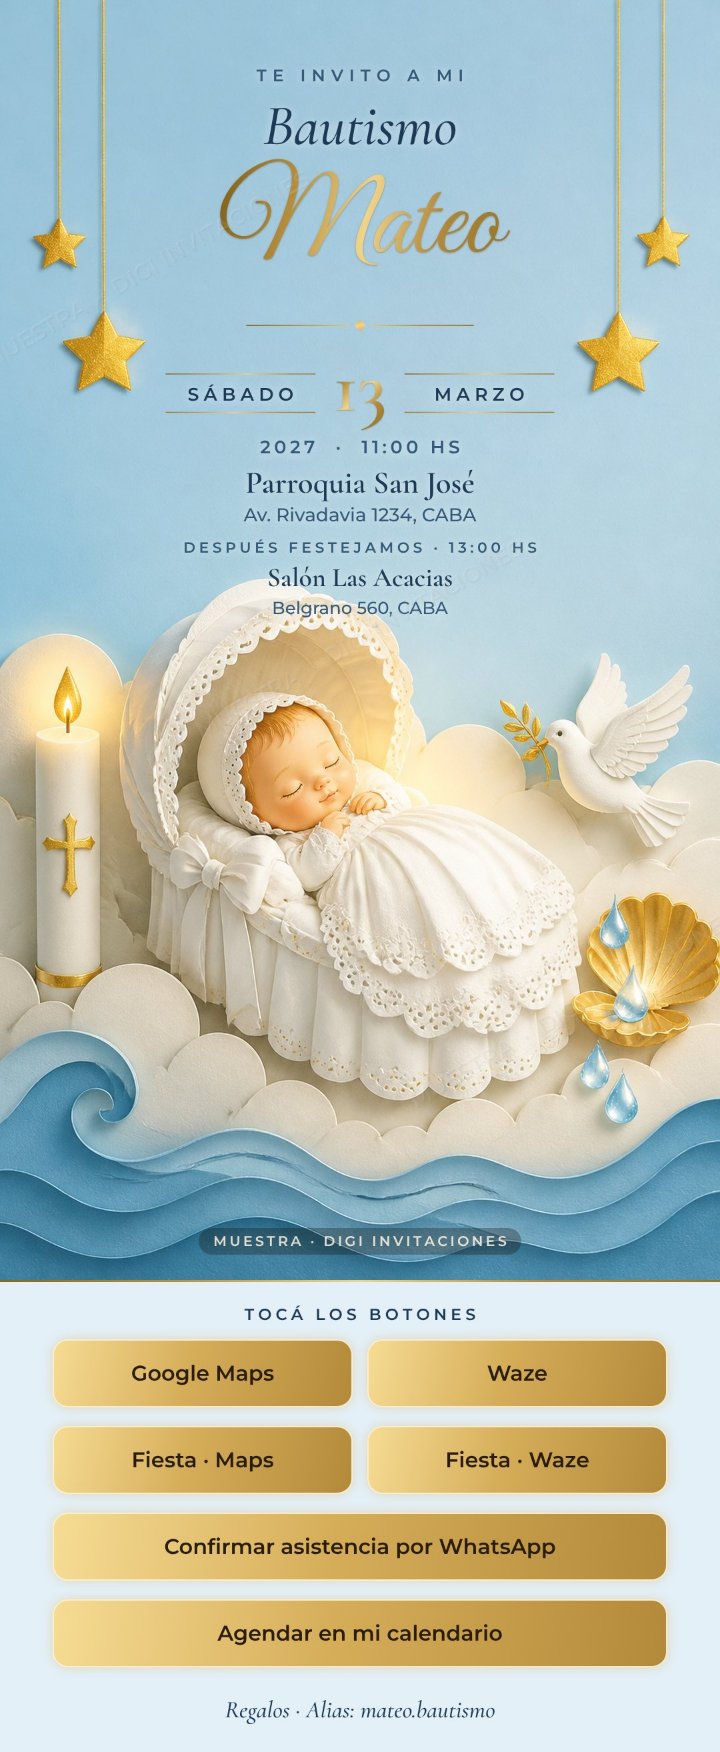 TE INVITO A MI
Bautismo
Mateo
SÁBADO 13 MARZO
2027 · 11:00 HS
Parroquia San José
Av. Rivadavia 1234, CABA
DESPUÉS FESTEJAMOS · 13:00 HS
Salón Las Acacias
Belgrano 560, CABA
MUESTRA · DIGI INVITACIONES
TOCÁ LOS BOTONES
Google Maps
Waze
Fiesta · Maps
Fiesta · Waze
Confirmar asistencia por WhatsApp
Agendar en mi calendario
Regalos · Alias: mateo.bautismo